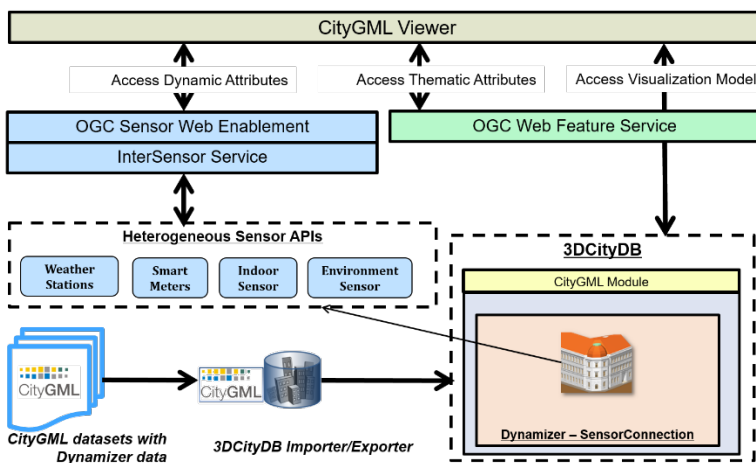 CityGML Viewer
Access Dynamic Attributes
Access Thematic Attributes
Access Visualization Model
OGC Sensor Web Enablement
OGC Web Feature Service
InterSensor Service
Heterogeneous Sensor APIs
Weather
Stations
Smart
Meters
Indoor
Sensor
Environment
Sensor
3DCityDB
CityGML Module
CityGML
CityGML
Dynamizer – SensorConnection
CityGML datasets with
Dynamizer data
3DCityDB Importer/Exporter